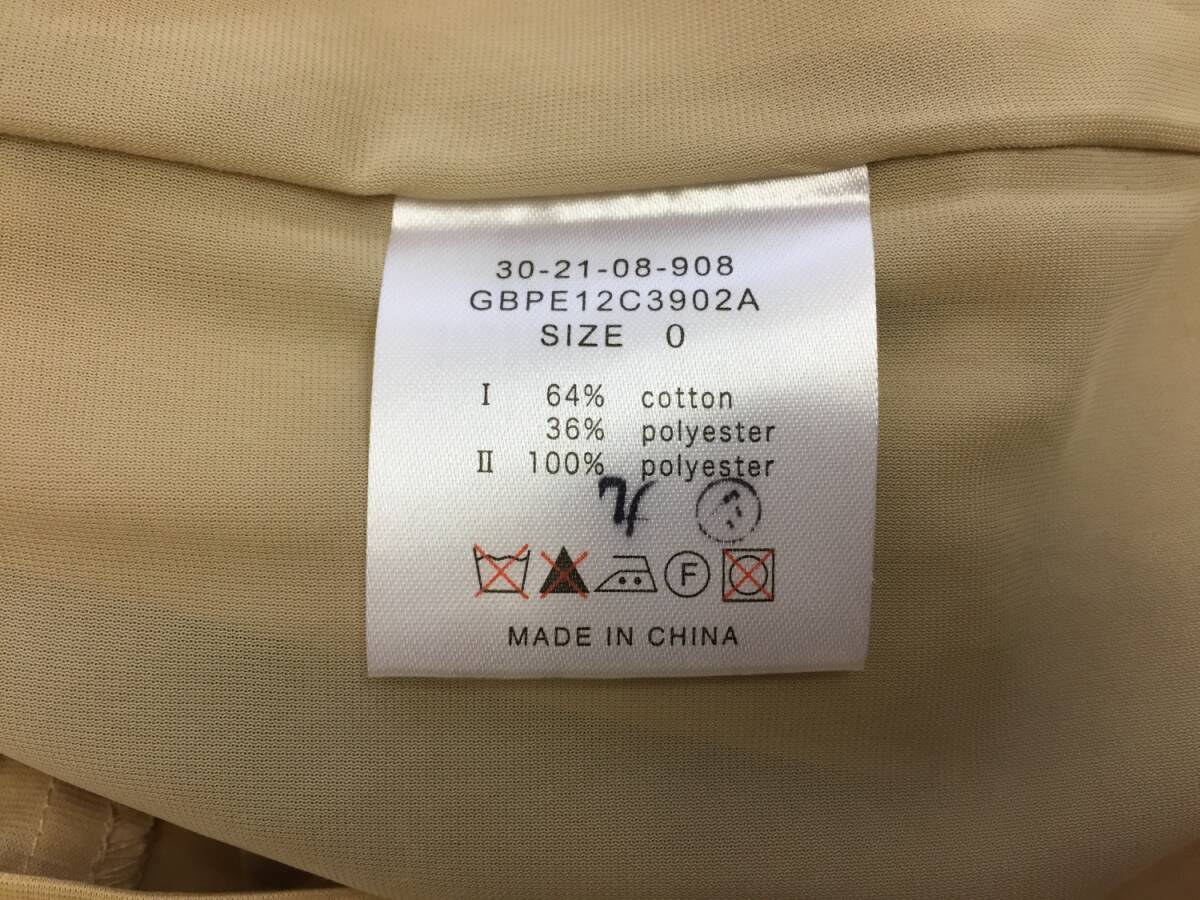 30-21-08-908
GBPE12C3902A
SIZE 0
I 64% cotton
36% polyester
II 100% polyester
F
MADE IN CHINA